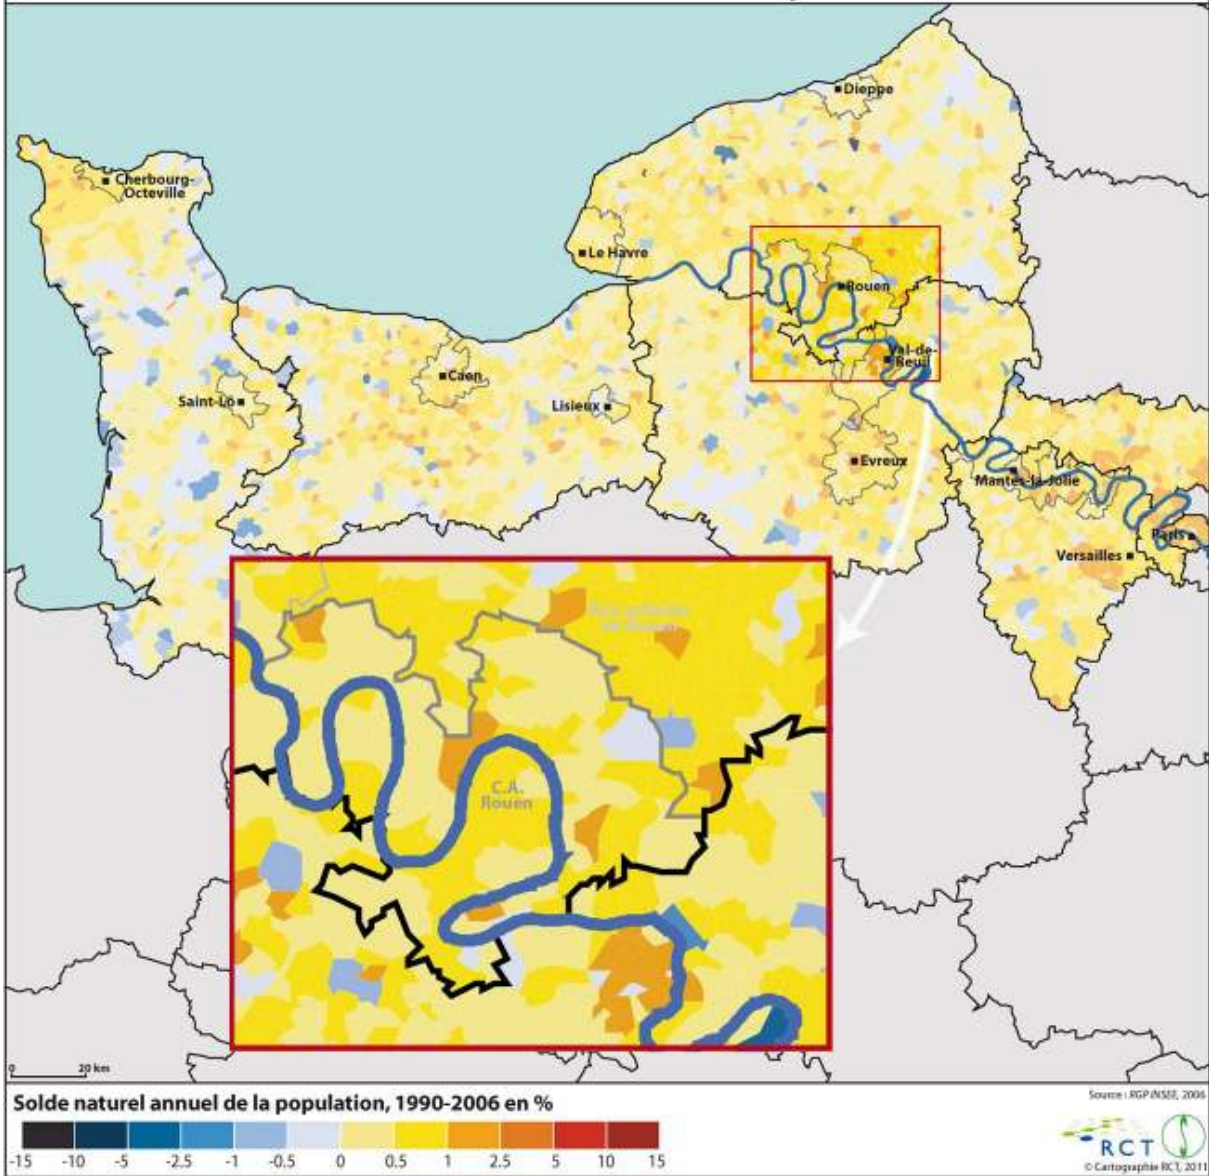 Dieppe
Cherbourg-
Octeville
Le Havre
Rouen
Val-de-
Reuil
Caen
Saint-Lô
Lisieux
Evreux
Mantes-la-Jolie
Paris
Versailles
C.A.
Rouen
0 20 km
Solde naturel annuel de la population, 1990-2006 en %
-15 -10 -5 -2.5 -1 -0.5 0 0.5 1 2.5 5 10 15
Source : RGP INSEE, 2006
RCT
© Cartographie RCT, 2011